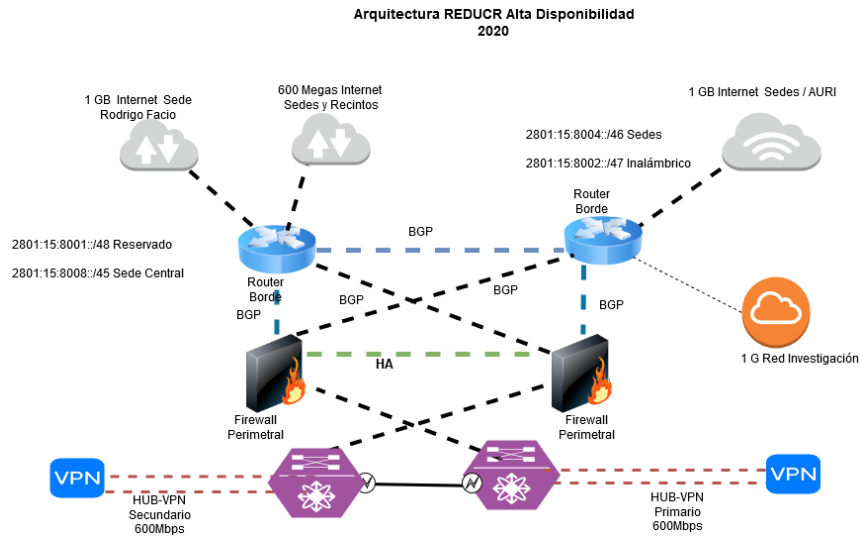 Arquitectura REDUCR Alta Disponibilidad
2020
1 GB Internet Sede
Rodrigo Facio
600 Megas Internet
Sedes y Recintos
1 GB Internet Sedes / AURI
2801:15:8004::/46 Sedes
2801:15:8002::/47 Inalámbrico
Router
Borde
2801:15:8001::/48 Reservado
2801:15:8008::/45 Sede Central
BGP
Router
Borde
BGP
BGP
BGP
BGP
HA
1 G Red Investigación
Firewall
Perimetral
Firewall
Perimetral
VPN
HUB-VPN
Secundario
600Mbps
HUB-VPN
Primario
600Mbps
VPN